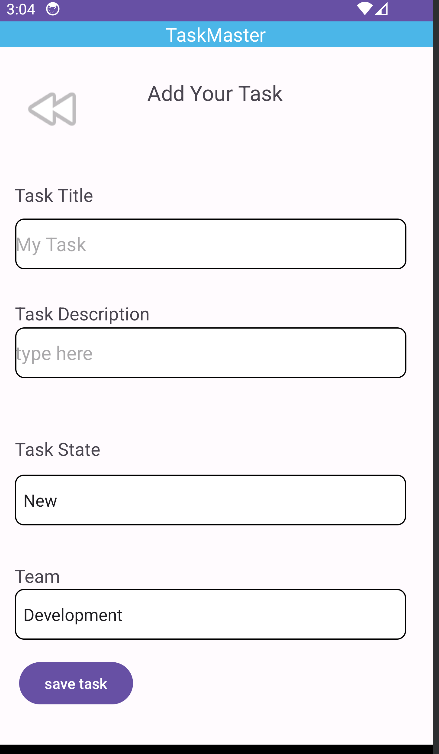 3:04
TaskMaster
Add Your Task
Task Title
My Task
Task Description
type here
Task State
New
Team
Development
save task